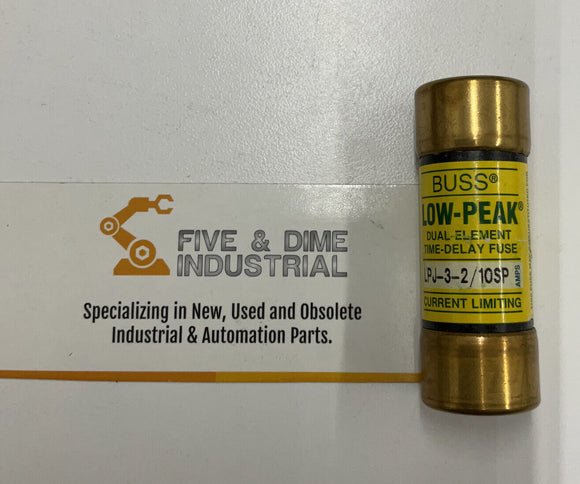 FIVE & DIME
INDUSTRIAL
Specializing in New, Used and Obsolete
Industrial & Automation Parts.
BUSS®
LOW-PEAK®
DUAL-ELEMENT
TIME-DELAY FUSE
LPJ-3-2/10SP
AMPS
CURRENT LIMITING